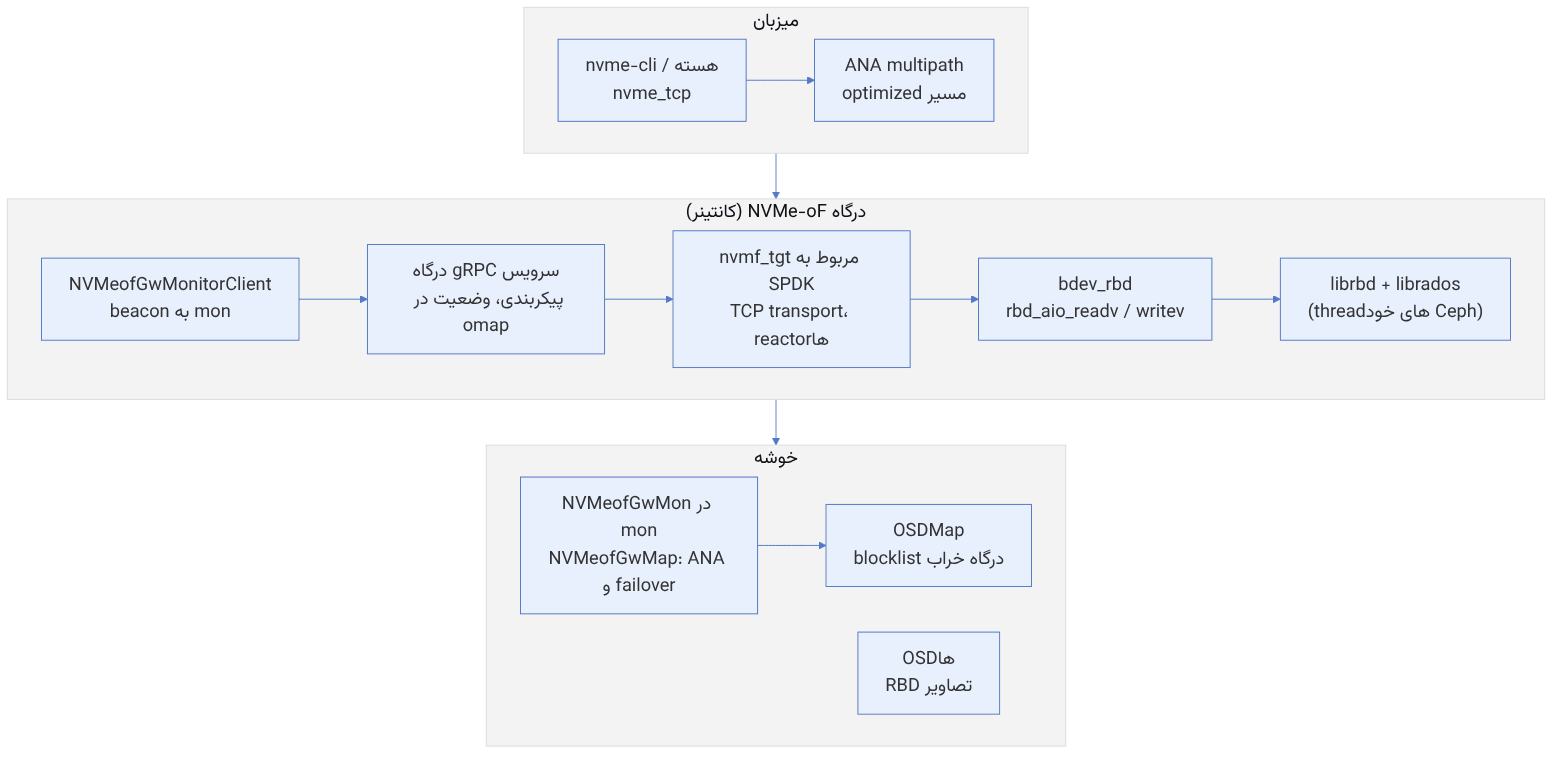 میزبان
nvme-cli / هسته
nvme_tcp
ANA multipath
مسیر optimized
درگاه NVMe-oF (کانتینر)
NVMeofGwMonitorClient
beacon به mon
سرویس gRPC درگاه
پیکربندی، وضعیت در
omap
nvmf_tgt مربوط به
SPDK
TCP transport،
reactorها
bdev_rbd
rbd_aio_readv / writev
librbd + librados
(threadهای خود Ceph)
خوشه
NVMeofGwMon در
mon
NVMeofGwMap: ANA
و failover
OSDMap
blocklist درگاه خراب
OSDها
تصاویر RBD